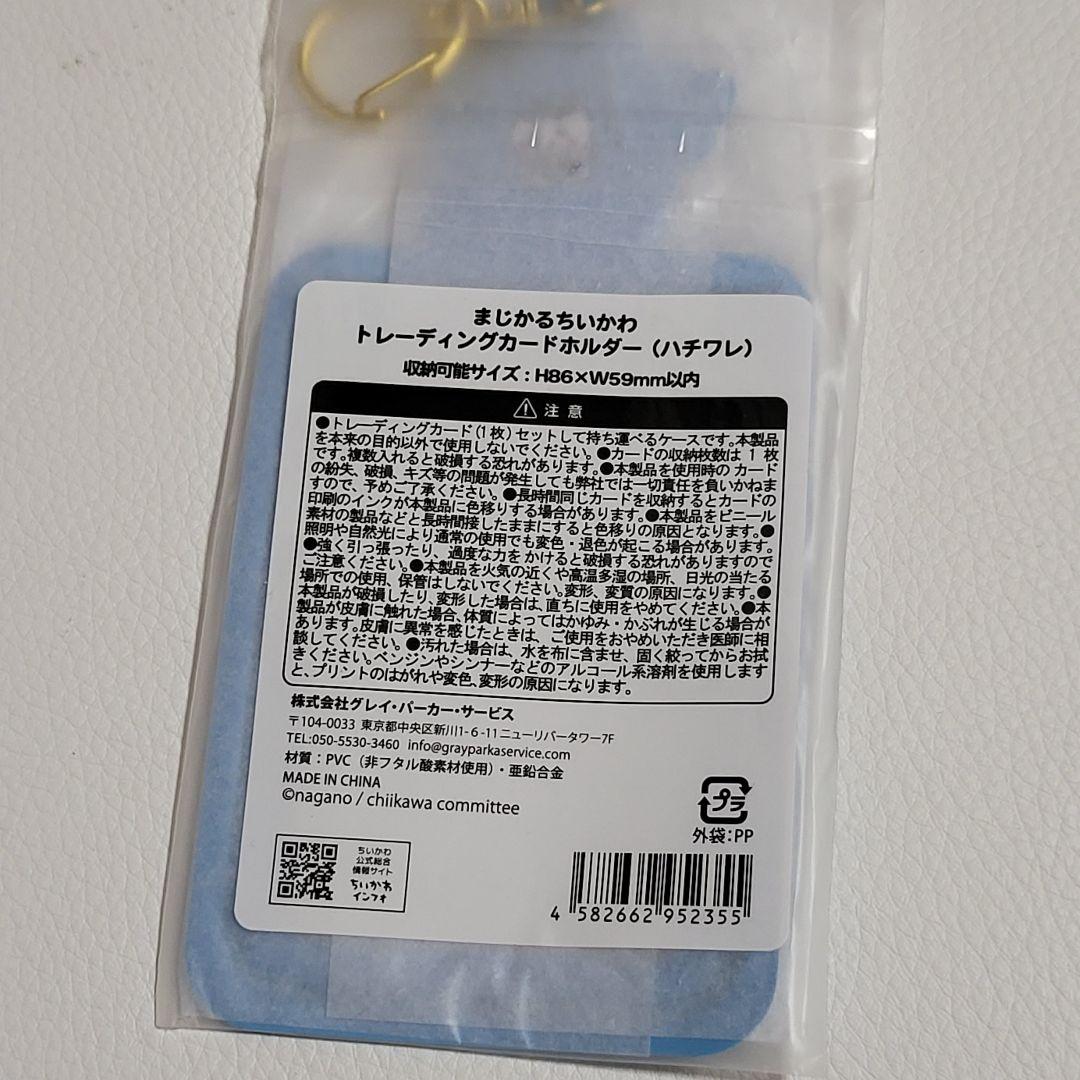 まじかるちいかわ
トレーディングカードホルダー（ハチワレ）
収納可能サイズ：H86×W59mm以内
⚠ 注 意
●トレーディングカード（1枚）セットして持ち運べるケースです。本製品
を本来の目的以外で使用しないでください。●カードの収納枚数は 1 枚
です。複数入れると破損する恐れがあります。●本製品を使用時の カード
の紛失、破損、キズ等の問題が発生しても弊社では一切責任を負いかねま
すので、予めご了承ください。●長時間同じカードを収納するとカードの
印刷のインクが本製品に色移りする場合があります。●本製品をビニール
素材の製品などと長時間接したままにすると色移りの原因となります。●
照明や自然光により通常の使用でも変色・退色が起こる場合があります。
●強く引っ張ったり、過度な力を かけると破損する恐れがありますので
ご注意ください。●本製品を火気の近くや高温多湿の場所、日光の当たる
場所での使用、保管はしないでください。変形、変質の原因になります。●
本製品が破損したり、変形した場合は、直ちに使用をやめてください。●本
製品が皮膚に触れた場合、体質によってはかゆみ・かぶれが生じる場合が
あります。皮膚に異常を感じたときは、ご使用をおやめいただき医師に相
談してください。●汚れた場合は、水を布に含ませ、固く絞ってからお拭
きください。ベンジンやシンナーなどのアルコール系溶剤を使用します
と、プリントのはがれや変色、変形の原因になります。
株式会社グレイ・パーカー・サービス
〒104-0033 東京都中央区新川1-6-11ニューリバータワー7F
TEL:050-5530-3460 info@grayparkaservice.com
材質：PVC（非フタル酸素材使用）・亜鉛合金
MADE IN CHINA
©nagano / chiikawa committee
プラ
外袋：PP
ちいかわ
公式総合
情報サイト
ちいかわ
インフォ
4 582662 952355